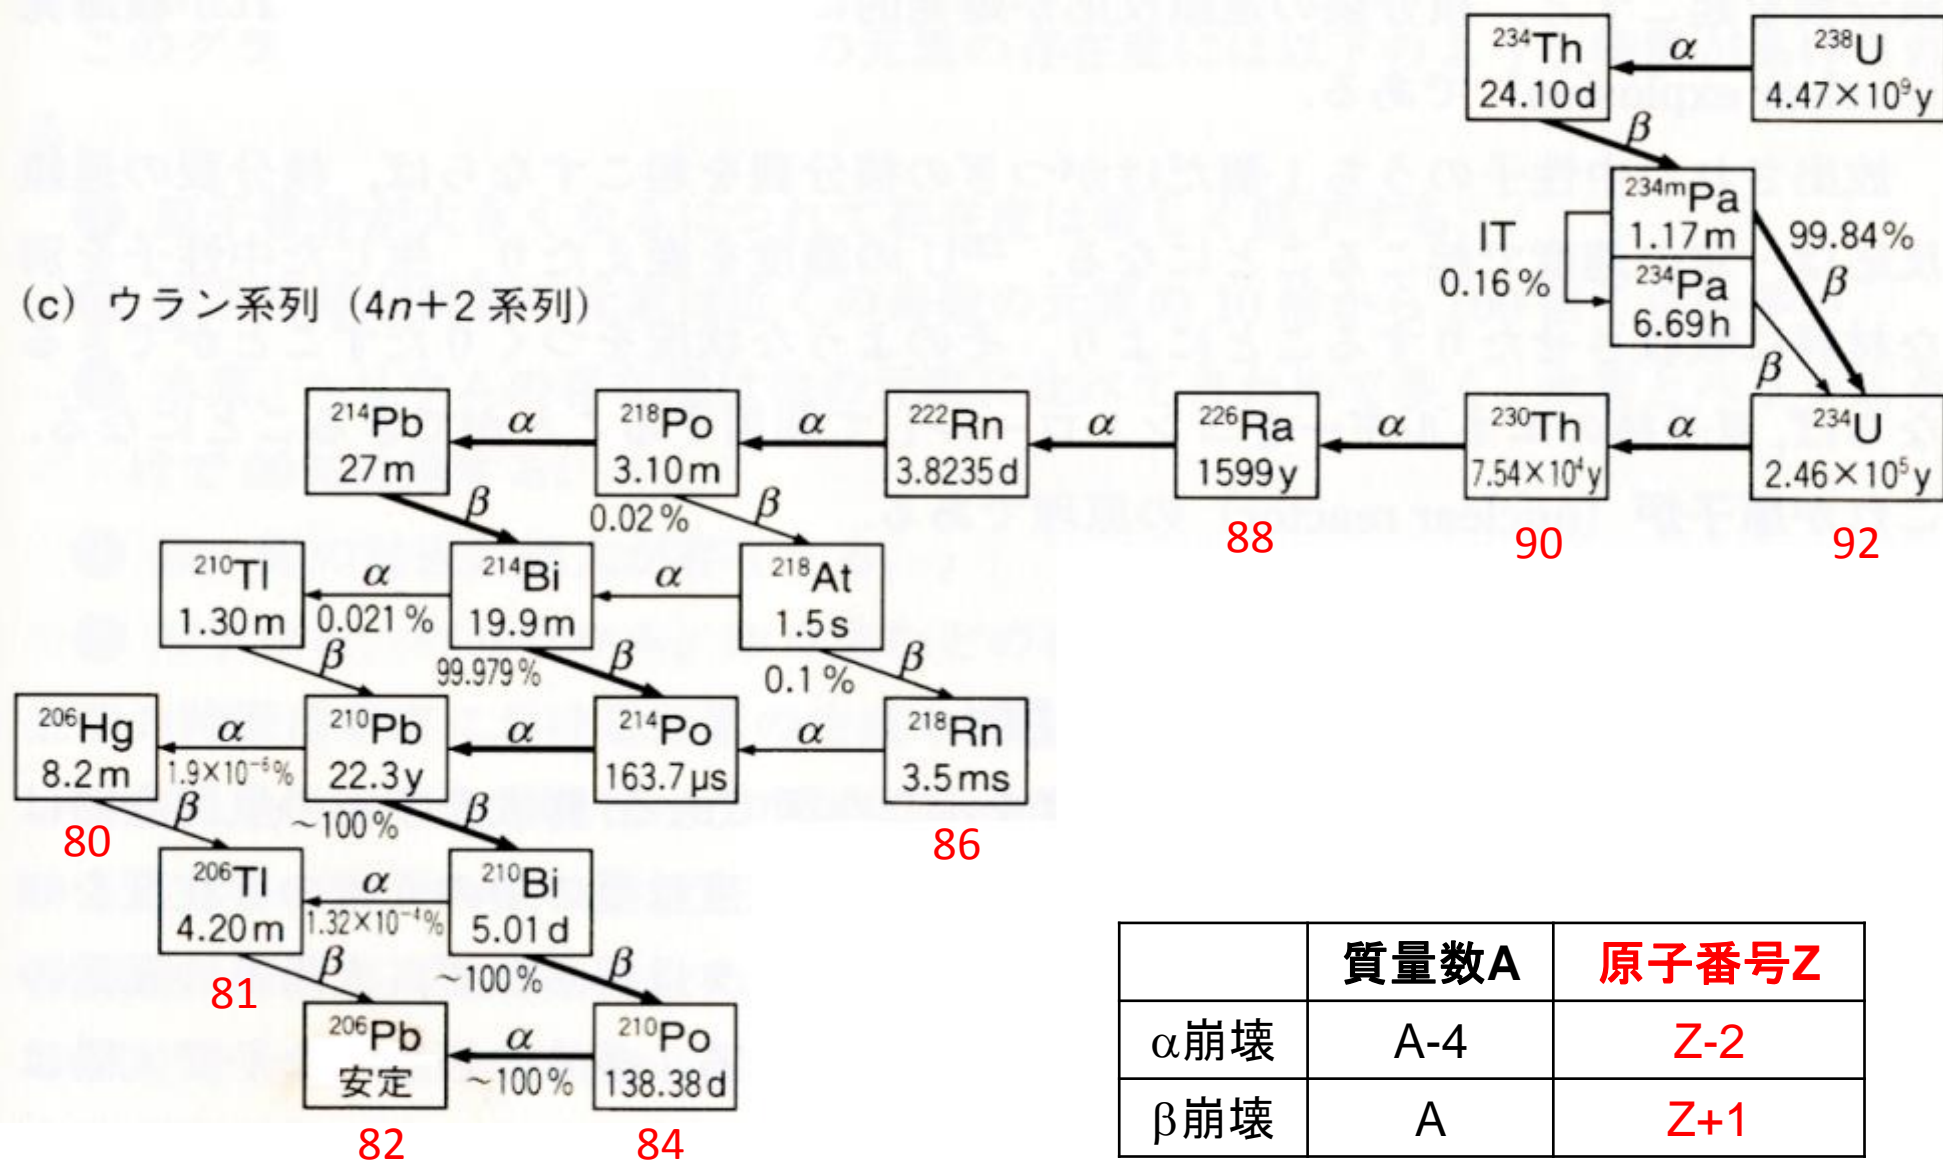 ²³⁴Th
24.10d
α
²³⁸U
4.47×10⁹y
β
²³⁴ᵐPa
1.17m
99.84%
β
IT
0.16%
²³⁴Pa
6.69h
β
(c) ウラン系列 (4n+2系列)
²¹⁴Pb
27m
α
²¹⁸Po
3.10m
α
²²²Rn
3.8235d
α
²²⁶Ra
1599y
α
²³⁰Th
7.54×10⁴y
α
²³⁴U
2.46×10⁵y
88
90
92
β
0.02%
β
²¹⁰Tl
1.30m
α
0.021%
²¹⁴Bi
19.9m
α
²¹⁸At
1.5s
β
99.979%
β
0.1%
β
²⁰⁶Hg
8.2m
α
1.9×10⁻⁶%
²¹⁰Pb
22.3y
α
²¹⁴Po
163.7μs
α
²¹⁸Rn
3.5ms
80
β
~100%
β
86
²⁰⁶Tl
4.20m
α
1.32×10⁻⁴%
²¹⁰Bi
5.01d
81
β
~100%
β
²⁰⁶Pb
安定
α
~100%
²¹⁰Po
138.38d
82
84
質量数A 原子番号Z
α崩壊 A-4 Z-2
β崩壊 A Z+1